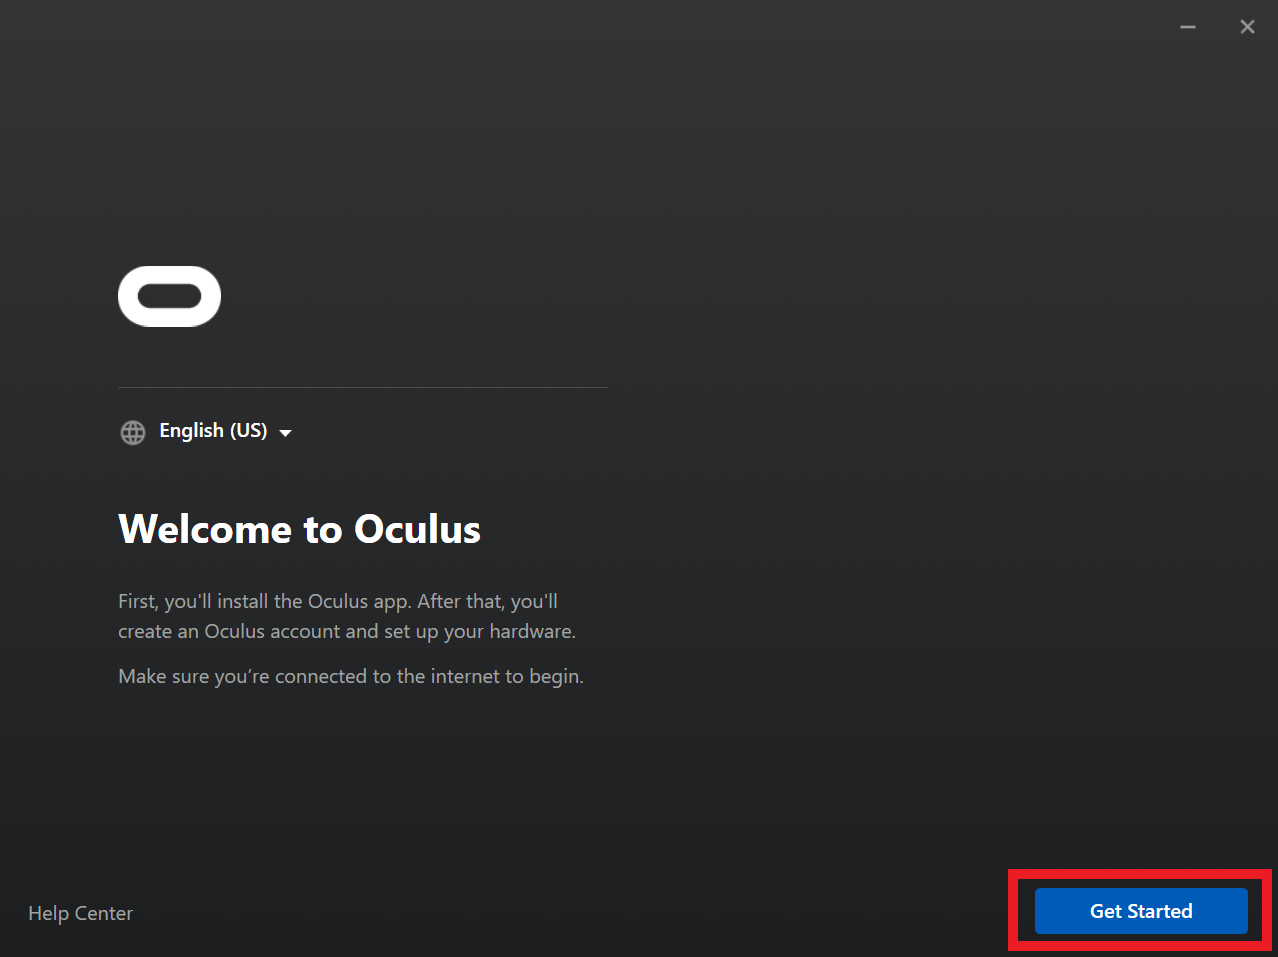 English (US)
Welcome to Oculus
First, you'll install the Oculus app. After that, you'll
create an Oculus account and set up your hardware.
Make sure you’re connected to the internet to begin.
Help Center
Get Started